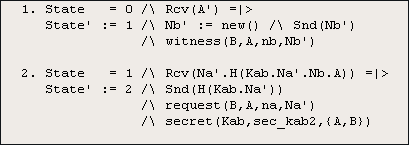 1. State = 0 /\ Rcv(A') =|>
State' := 1 /\ Nb' := new() /\ Snd(Nb')
/\ witness(B,A,nb,Nb')
2. State = 1 /\ Rcv(Na'.H(Kab.Na'.Nb.A)) =|>
State' := 2 /\ Snd(H(Kab.Na'))
/\ request(B,A,na,Na')
/\ secret(Kab,sec_kab2,{A,B})